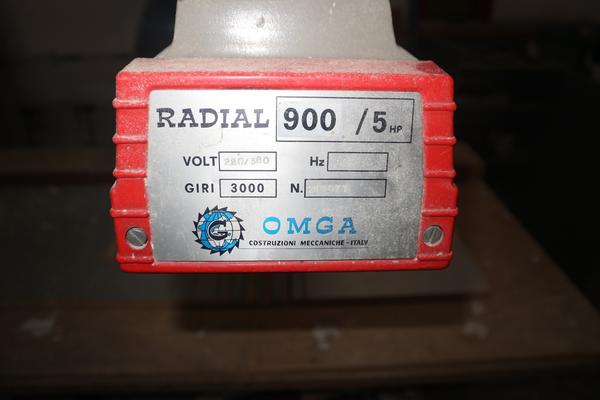 RADIAL 900 /5 HP
VOLT 220/380 Hz
GIRI 3000 N.
OMGA
COSTRUZIONI MECCANICHE - ITALY